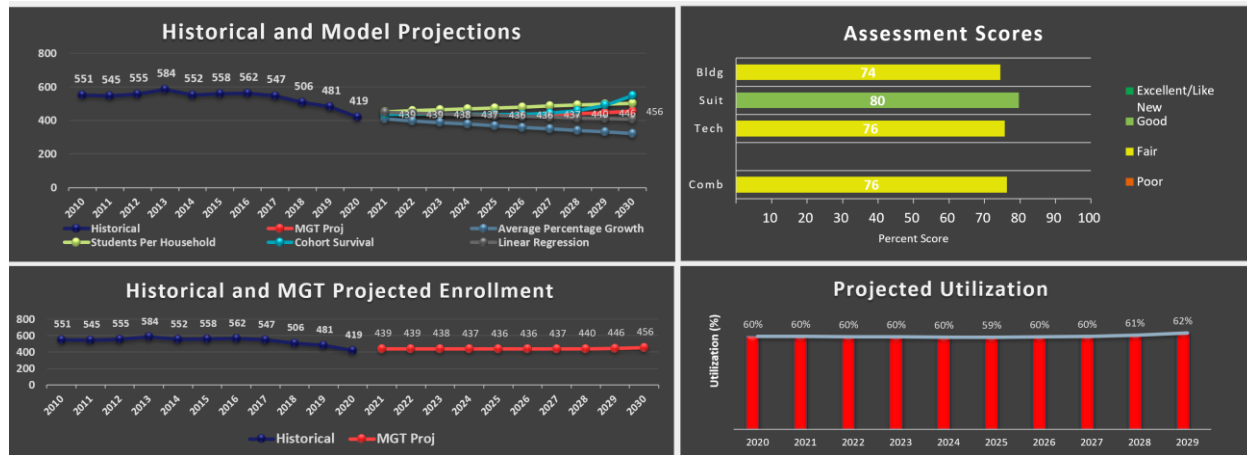 Historical and Model Projections
800
600
400
200
0
551 545 555 584 552 558 562 547 506 481 419
439 439 438 437 436 436 437 440 446 456
2010 2011 2012 2013 2014 2015 2016 2017 2018 2019 2020 2021 2022 2023 2024 2025 2026 2027 2028 2029 2030
Historical MGT Proj Average Percentage Growth
Students Per Household Cohort Survival Linear Regression
Assessment Scores
Bldg 74
Suit 80
Tech 76
Comb 76
10 20 30 40 50 60 70 80 90 100
Percent Score
Excellent/Like
New
Good
Fair
Poor
Historical and MGT Projected Enrollment
800
600
400
200
0
551 545 555 584 552 558 562 547 506 481 419 439 439 438 437 436 436 437 440 446 456
2010 2011 2012 2013 2014 2015 2016 2017 2018 2019 2020 2021 2022 2023 2024 2025 2026 2027 2028 2029 2030
Historical MGT Proj
Projected Utilization
Utilization (%)
60% 60% 60% 60% 60% 59% 60% 60% 61% 62%
2020 2021 2022 2023 2024 2025 2026 2027 2028 2029